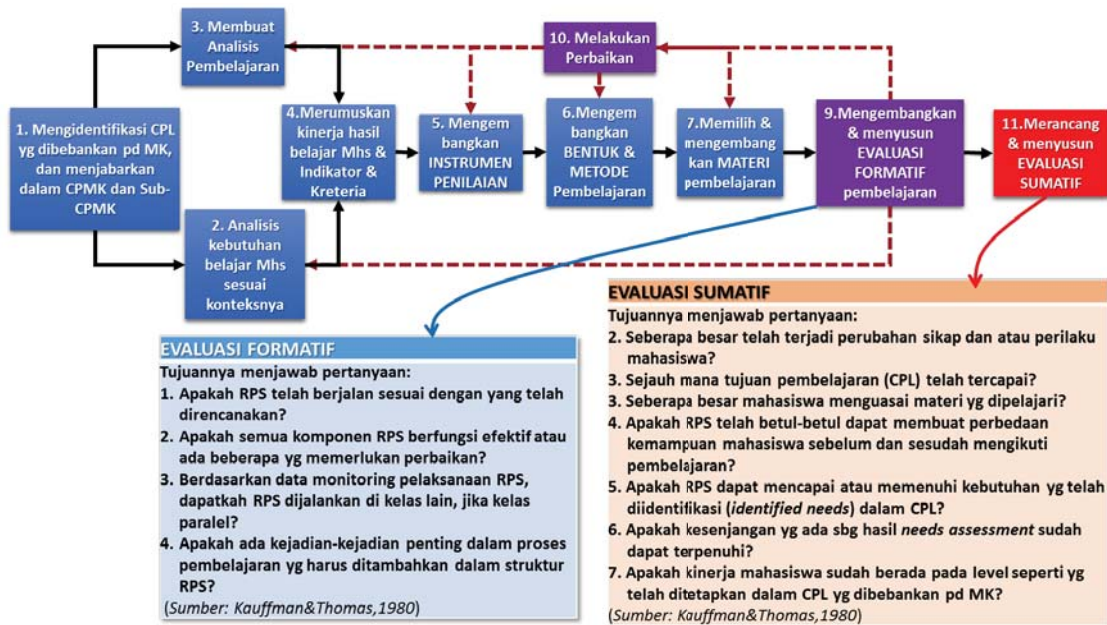 3. Membuat
Analisis
Pembelajaran
10. Melakukan
Perbaikan
1. Mengidentifikasi CPL
yg dibebankan pd MK,
dan menjabarkan
dalam CPMK dan Sub-
CPMK
4.Merumuskan
kinerja hasil
belajar Mhs &
Indikator &
Kreteria
5. Mengem
bangkan
INSTRUMEN
PENILAIAN
6.Mengem
bangkan
BENTUK &
METODE
Pembelajaran
7.Memilih &
mengembang
kan MATERI
pembelajaran
9.Mengembangkan
& menyusun
EVALUASI
FORMATIF
pembelajaran
11.Merancang
& menyusun
EVALUASI
SUMATIF
2. Analisis
kebutuhan
belajar Mhs
sesuai
konteksnya
EVALUASI FORMATIF
Tujuannya menjawab pertanyaan:
1. Apakah RPS telah berjalan sesuai dengan yang telah
direncanakan?
2. Apakah semua komponen RPS berfungsi efektif atau
ada beberapa yg memerlukan perbaikan?
3. Berdasarkan data monitoring pelaksanaan RPS,
dapatkah RPS dijalankan di kelas lain, jika kelas
paralel?
4. Apakah ada kejadian-kejadian penting dalam proses
pembelajaran yg harus ditambahkan dalam struktur
RPS?
(Sumber: Kauffman&Thomas,1980)
EVALUASI SUMATIF
Tujuannya menjawab pertanyaan:
2. Seberapa besar telah terjadi perubahan sikap dan atau perilaku
mahasiswa?
3. Sejauh mana tujuan pembelajaran (CPL) telah tercapai?
3. Seberapa besar mahasiswa menguasai materi yg dipelajari?
4. Apakah RPS telah betul-betul dapat membuat perbedaan
kemampuan mahasiswa sebelum dan sesudah mengikuti
pembelajaran?
5. Apakah RPS dapat mencapai atau memenuhi kebutuhan yg telah
diidentifikasi (identified needs) dalam CPL?
6. Apakah kesenjangan yg ada sbg hasil needs assessment sudah
dapat terpenuhi?
7. Apakah kinerja mahasiswa sudah berada pada level seperti yg
telah ditetapkan dalam CPL yg dibebankan pd MK?
(Sumber: Kauffman&Thomas,1980